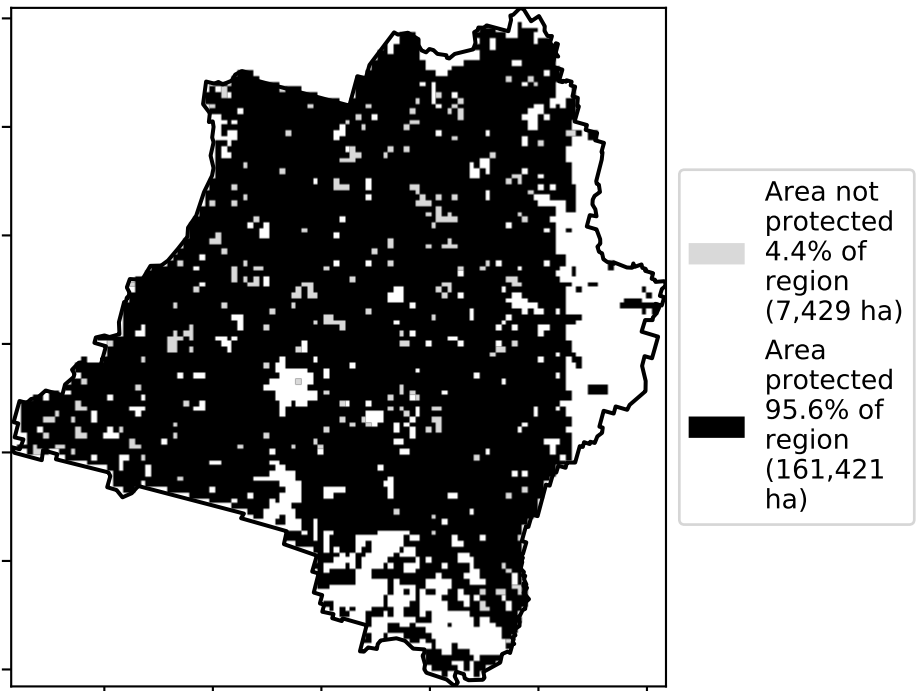 Area not
protected
4.4% of
region
(7,429 ha)
Area
protected
95.6% of
region
(161,421
ha)